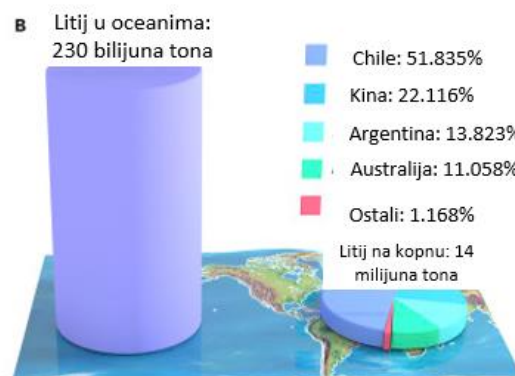 B
Litij u oceanima:
230 bilijuna tona
Chile: 51.835%
Kina: 22.116%
Argentina: 13.823%
Australija: 11.058%
Ostali: 1.168%
Litij na kopnu: 14
milijuna tona